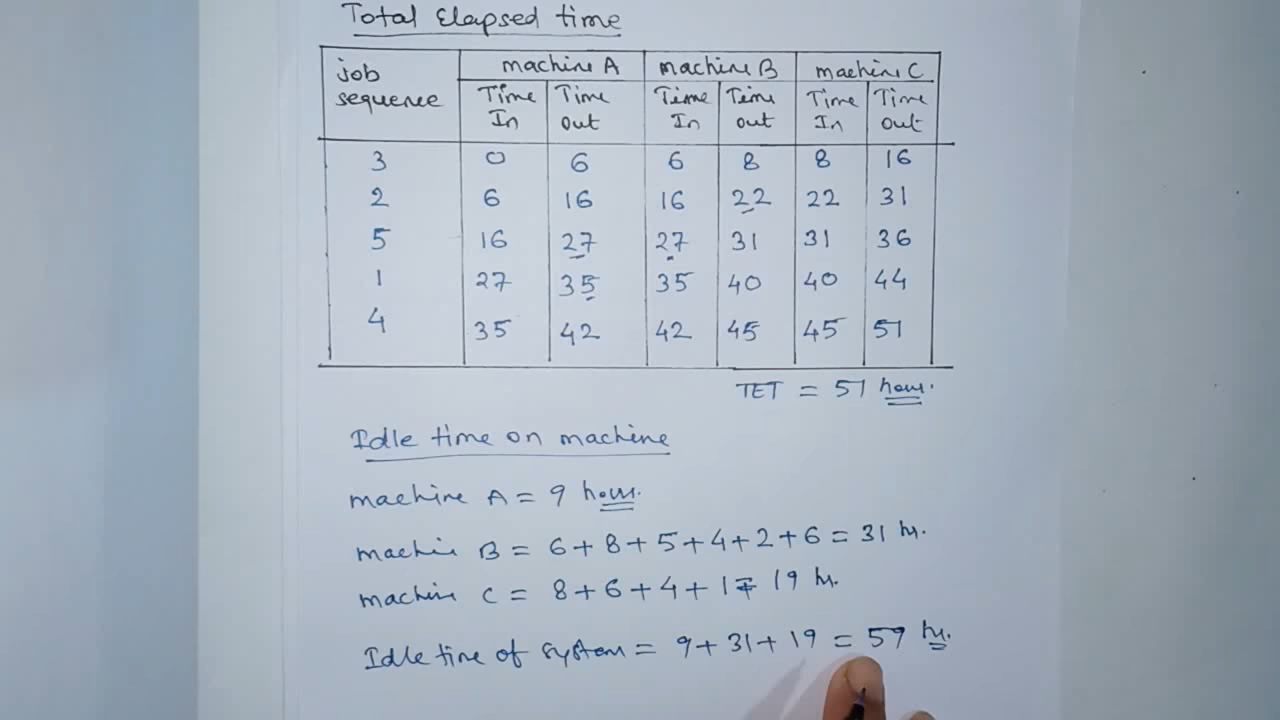 Total Elapsed time
job sequence machine A machine B machine C
Time In Time out Time In Time out Time In Time out
3 0 6 6 8 8 16
2 6 16 16 22 22 31
5 16 27 27 31 31 36
1 27 35 35 40 40 44
4 35 42 42 45 45 51
TET = 51 hour.
Idle time on machine
machine A = 9 hour.
machin B = 6+8+5+4+2+6 = 31 hr.
machine C = 8+6+4+1 = 19 hr.
Idle time of system = 9+31+19 = 59 hr.